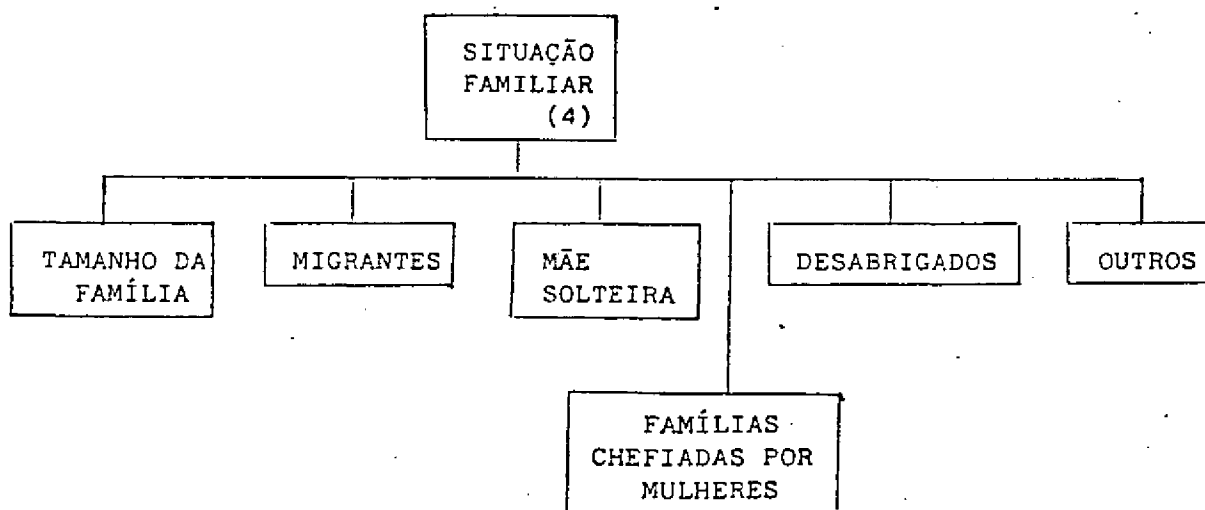 SITUAÇÃO
FAMILIAR
(4)
TAMANHO DA
FAMÍLIA
MIGRANTES
MÃE
SOLTEIRA
DESABRIGADOS
OUTROS
FAMÍLIAS
CHEFIADAS POR
MULHERES